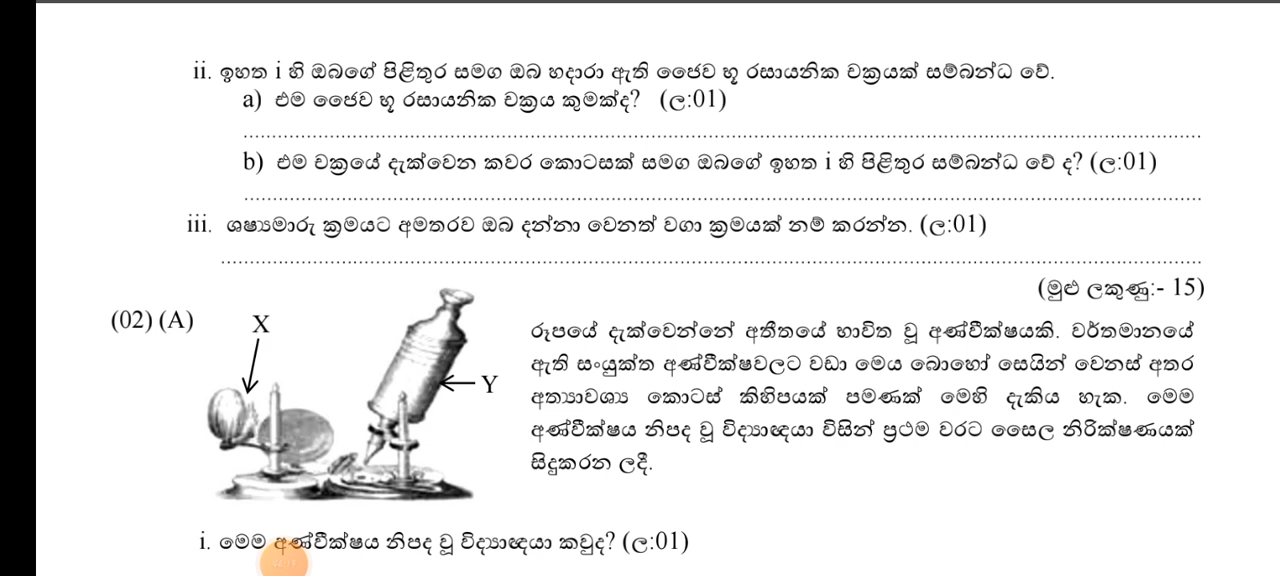 ii. ඉහත i හි ඔබගේ පිළිතුර සමග ඔබ හදාරා ඇති ජෛව භූ රසායනික චක්‍රයක් සම්බන්ධ වේ.
a) එම ජෛව භූ රසායනික චක්‍රය කුමක්ද? (ල:01)
b) එම චක්‍රයේ දැක්වෙන කවර කොටසක් සමග ඔබගේ ඉහත i හි පිළිතුර සම්බන්ධ වේ ද? (ල:01)
iii. ශෂ්‍යමාරු ක්‍රමයට අමතරව ඔබ දන්නා වෙනත් වගා ක්‍රමයක් නම් කරන්න. (ල:01)
(මුළු ලකුණු:- 15)
(02) (A)
X
Y
රූපයේ දැක්වෙන්නේ අතීතයේ භාවිත වූ අණ්වීක්ෂයකි. වර්තමානයේ
ඇති සංයුක්ත අණ්වීක්ෂවලට වඩා මෙය බොහෝ සෙයින් වෙනස් අතර
අත්‍යාවශ්‍ය කොටස් කිහිපයක් පමණක් මෙහි දැකිය හැක. මෙම
අණ්වීක්ෂය නිපද වූ විද්‍යාඥයා විසින් ප්‍රථම වරට සෛල නිරීක්ෂණයක්
සිදුකරන ලදී.
i. මෙම අණ්වීක්ෂය නිපද වූ විද්‍යාඥයා කවුද? (ල:01)